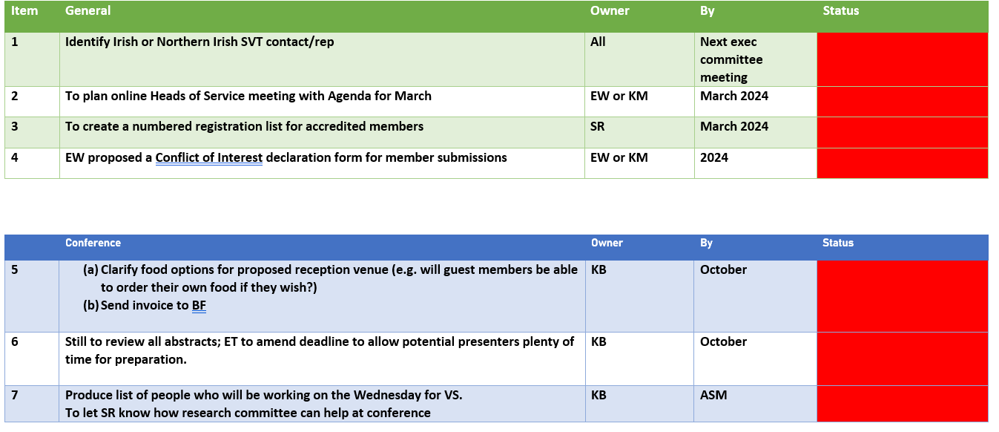 Item General Owner By Status
1 Identify Irish or Northern Irish SVT contact/rep All Next exec
committee
meeting
2 To plan online Heads of Service meeting with Agenda for March EW or KM March 2024
3 To create a numbered registration list for accredited members SR March 2024
4 EW proposed a Conflict of Interest declaration form for member submissions EW or KM 2024
Conference Owner By Status
5 (a) Clarify food options for proposed reception venue (e.g. will guest members be able KB October
to order their own food if they wish?)
(b) Send invoice to BF
6 Still to review all abstracts; ET to amend deadline to allow potential presenters plenty of KB October
time for preparation.
7 Produce list of people who will be working on the Wednesday for VS. KB ASM
To let SR know how research committee can help at conference